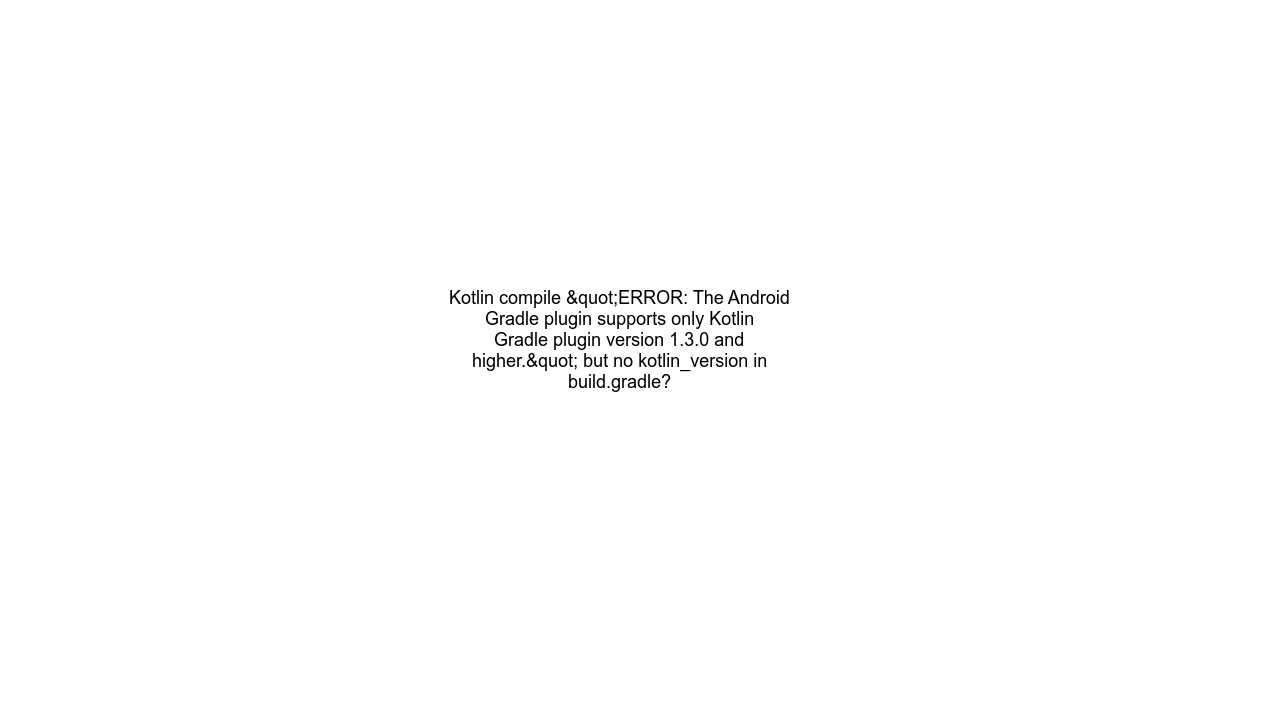 Kotlin compile &quot;ERROR: The Android
Gradle plugin supports only Kotlin
Gradle plugin version 1.3.0 and
higher.&quot; but no kotlin_version in
build.gradle?